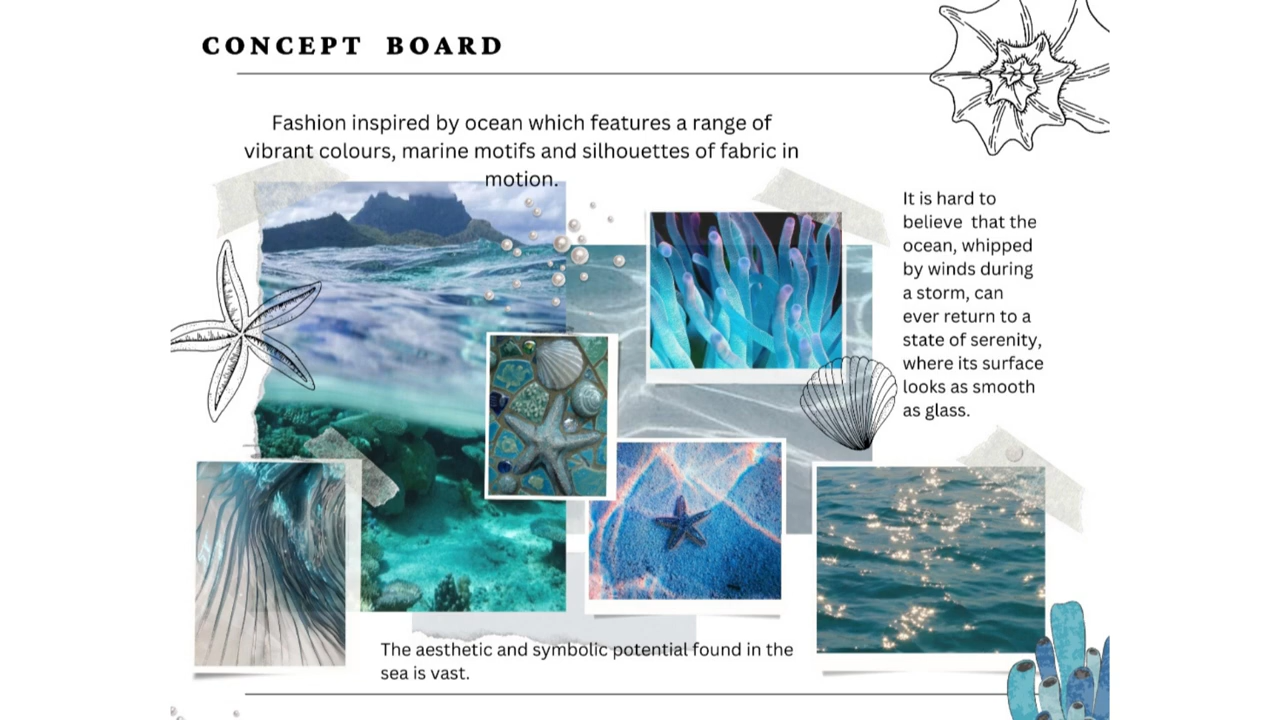 CONCEPT BOARD
Fashion inspired by ocean which features a range of
vibrant colours, marine motifs and silhouettes of fabric in
motion.
It is hard to
believe that the
ocean, whipped
by winds during
a storm, can
ever return to a
state of serenity,
where its surface
looks as smooth
as glass.
The aesthetic and symbolic potential found in the
sea is vast.